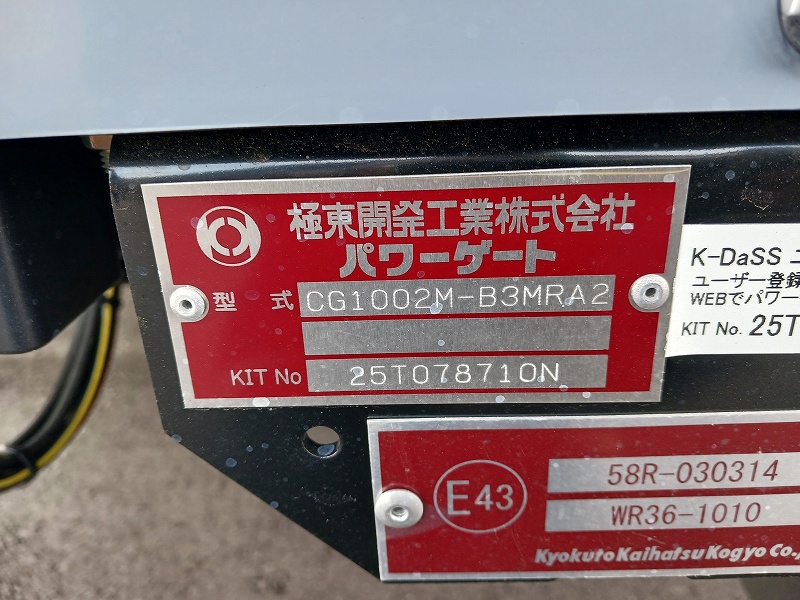 極東開発工業株式会社
パワーゲート
型 式 CG1002M-B3MRA2
KIT No 25T078710N
K-DaSS
ユーザー登録
WEBでパワー
KIT No. 25T
E43
58R-030314
WR36-1010
Kyokuto Kaihatsu Kogyo Co.,